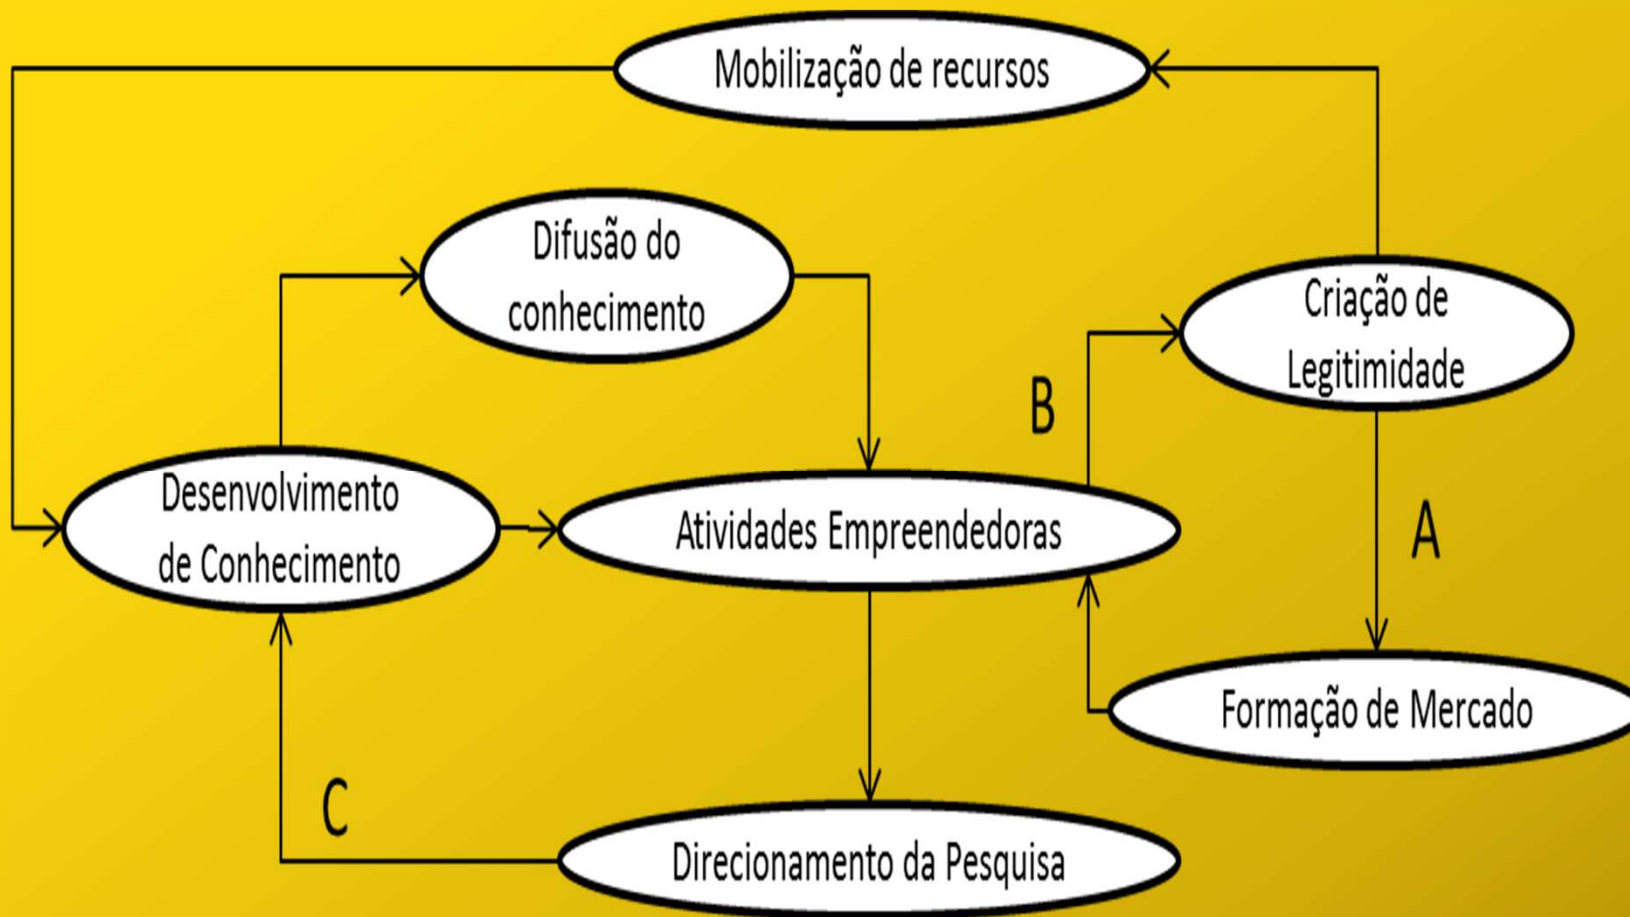 Mobilização de recursos
Difusão do
conhecimento
Criação de
Legitimidade
B
Desenvolvimento
de Conhecimento
Atividades Empreendedoras
A
Formação de Mercado
C
Direcionamento da Pesquisa